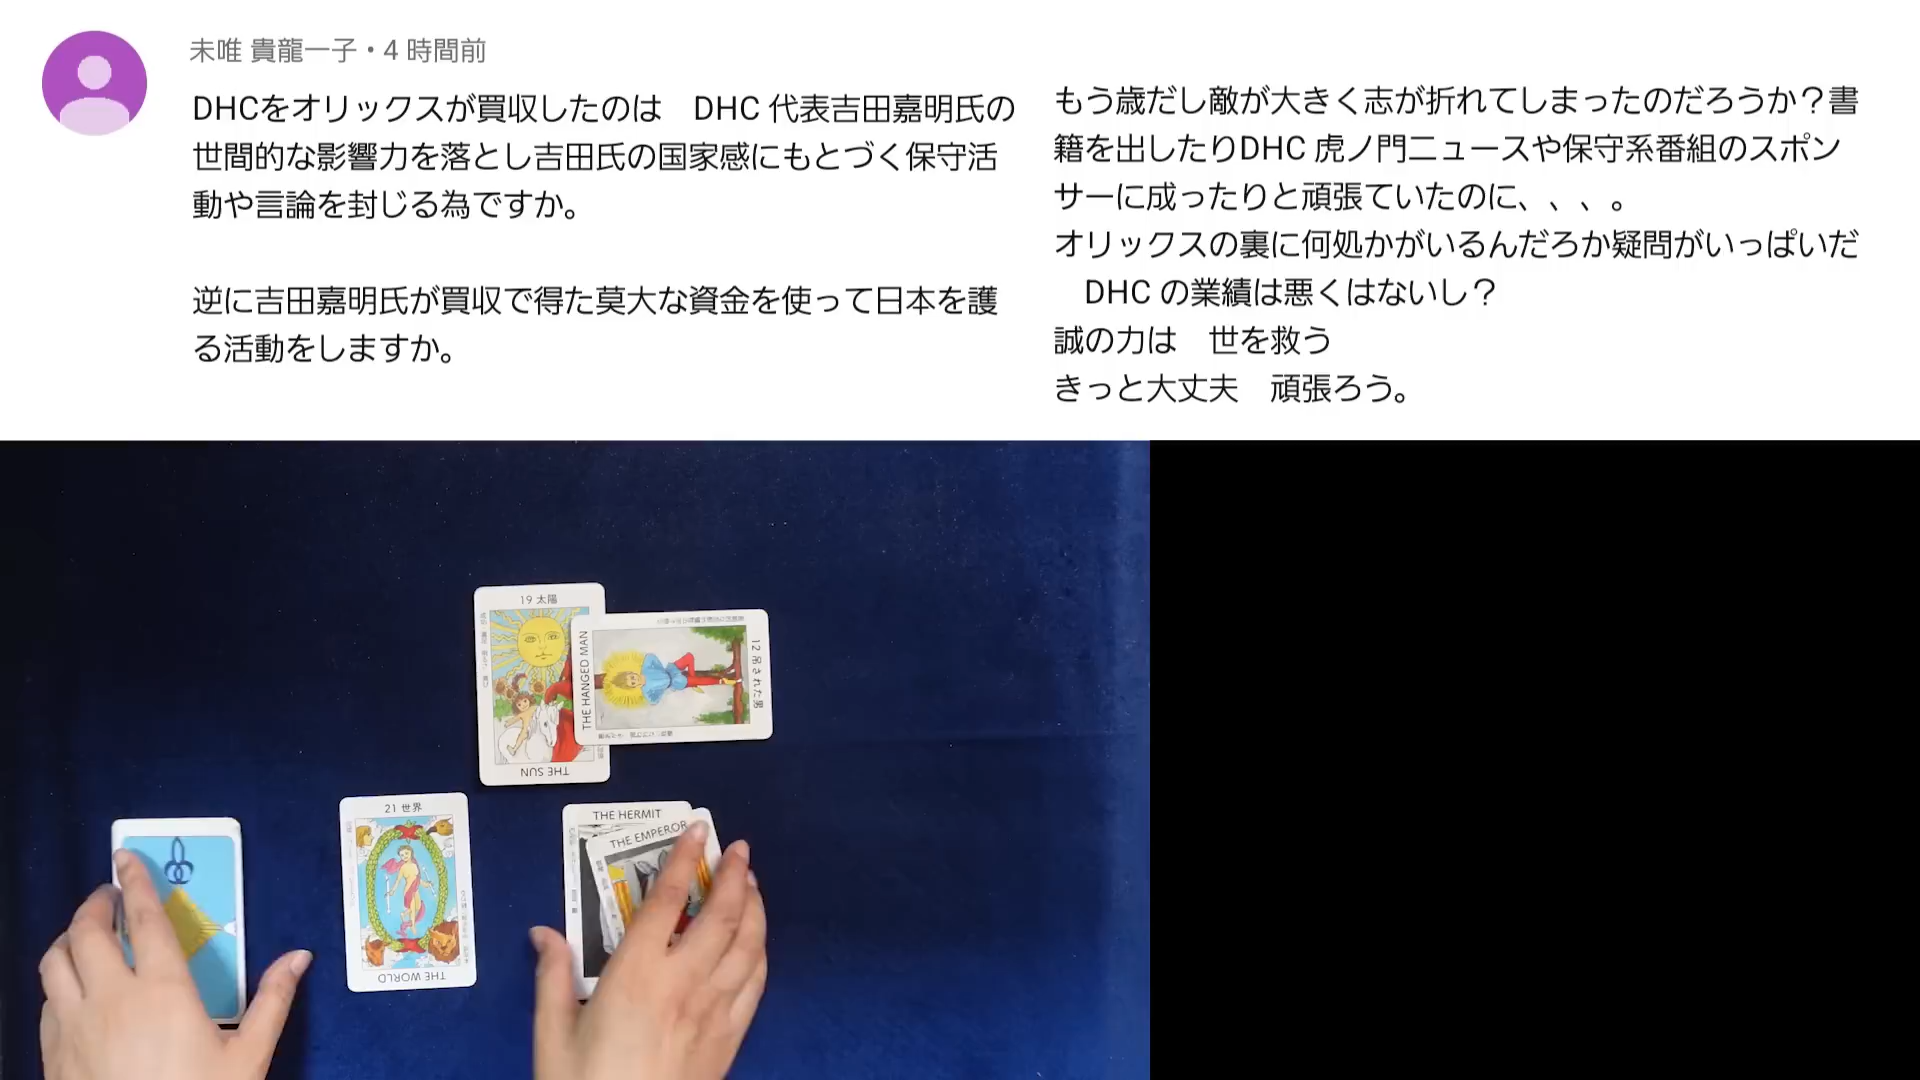 未唯 貴龍一子・4 時間前
DHCをオリックスが買収したのは　DHC 代表吉田嘉明氏の
世間的な影響力を落とし吉田氏の国家感にもとづく保守活
動や言論を封じる為ですか。
逆に吉田嘉明氏が買収で得た莫大な資金を使って日本を護
る活動をしますか。
もう歳だし敵が大きく志が折れてしまったのだろうか？書
籍を出したりDHC 虎ノ門ニュースや保守系番組のスポン
サーに成ったりと頑張ていたのに、、、。
オリックスの裏に何処かがいるんだろか疑問がいっぱいだ
　DHC の業績は悪くはないし？
誠の力は　世を救う
きっと大丈夫　頑張ろう。
19 太陽
THE SUN
12 吊された男
THE HANGED MAN
21 世界
THE WORLD
THE HERMIT
THE EMPEROR